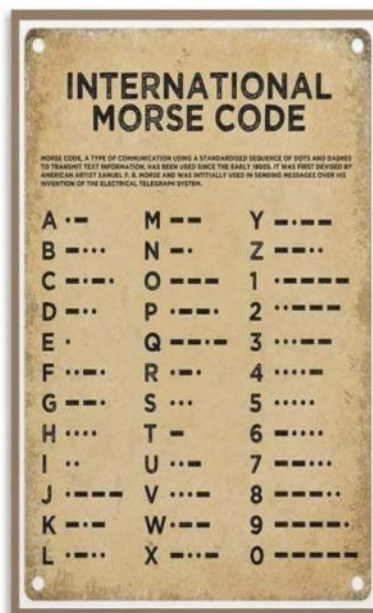 INTERNATIONAL
MORSE CODE
MORSE CODE, A TYPE OF COMMUNICATION USING A STANDARDISED SEQUENCE OF DOTS AND DASHES
TO TRANSMIT TEXT INFORMATION, HAS BEEN USED SINCE THE EARLY 1800S. IT WAS FIRST DEVISED BY
AMERICAN ARTIST SAMUEL F. B. MORSE AND WAS INTITIALLY USED IN SENDING MESSAGES OVER HIS
INVENTION OF THE ELECTRICAL TELEGRAPH SYSTEM.
A ·–
B –···
C –·–·
D –··
E ·
F ··–·
G ––·
H ····
I ··
J ·–––
K –·–
L ·–··
M ––
N –·
O –––
P ·––·
Q ––·–
R ·–·
S ···
T –
U ··–
V ···–
W ·––
X –··–
Y –·––
Z ––··
1 ·––––
2 ··–––
3 ···––
4 ····–
5 ·····
6 –····
7 ––···
8 –––··
9 ––––·
0 –––––